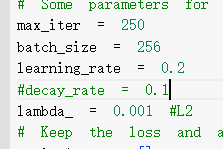 # Some parameters for
max_iter = 250
batch_size = 256
learning_rate = 0.2
#decay_rate = 0.1
lambda_ = 0.001 #L2
# Keep the loss and a